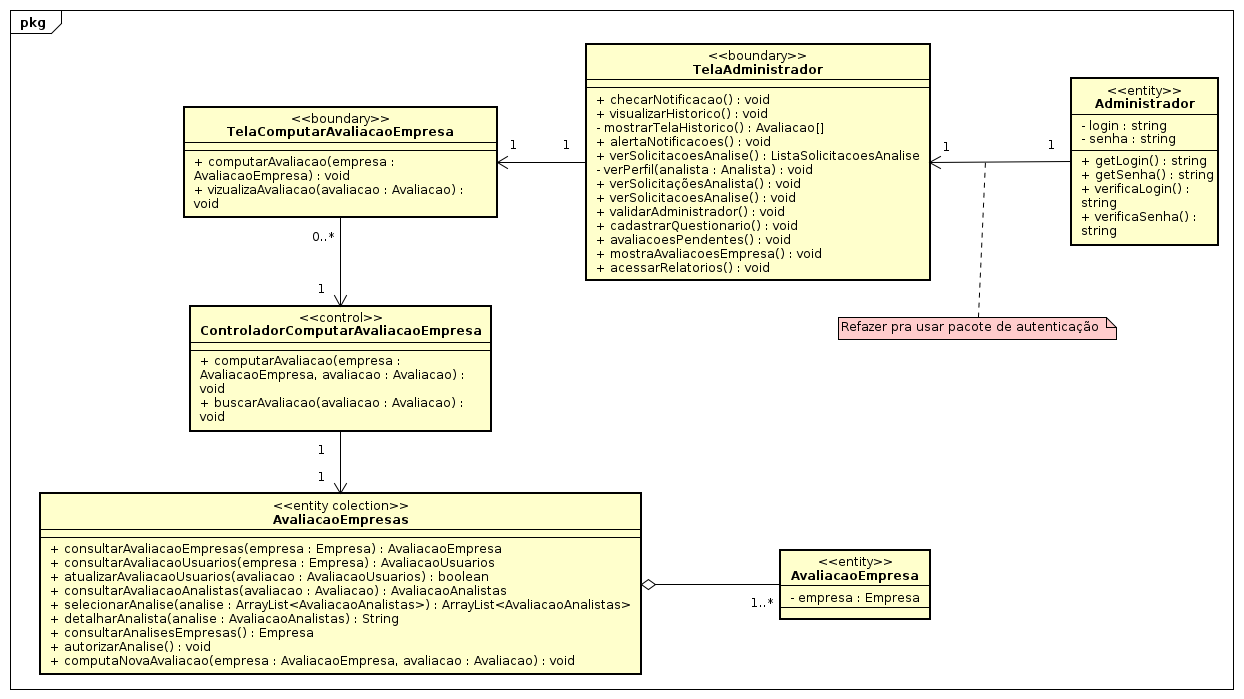 pkg
<<boundary>>
TelaComputarAvaliacaoEmpresa
+ computarAvaliacao(empresa :
AvaliacaoEmpresa) : void
+ vizualizaAvaliacao(avaliacao : Avaliacao) :
void
1
1
<<boundary>>
TelaAdministrador
+ checarNotificacao() : void
+ visualizarHistorico() : void
- mostrarTelaHistorico() : Avaliacao[]
+ alertaNotificacoes() : void
+ verSolicitacoesAnalise() : ListaSolicitacoesAnalise
- verPerfil(analista : Analista) : void
+ verSolicitaçõesAnalista() : void
+ verSolicitacoesAnalise() : void
+ validarAdministrador() : void
+ cadastrarQuestionario() : void
+ avaliacoesPendentes() : void
+ mostraAvaliacoesEmpresa() : void
+ acessarRelatorios() : void
1
1
<<entity>>
Administrador
- login : string
- senha : string
+ getLogin() : string
+ getSenha() : string
+ verificaLogin() :
string
+ verificaSenha() :
string
Refazer pra usar pacote de autenticação
0..*
1
<<control>>
ControladorComputarAvaliacaoEmpresa
+ computarAvaliacao(empresa :
AvaliacaoEmpresa, avaliacao : Avaliacao) :
void
+ buscarAvaliacao(avaliacao : Avaliacao) :
void
1
1
<<entity colection>>
AvaliacaoEmpresas
+ consultarAvaliacaoEmpresas(empresa : Empresa) : AvaliacaoEmpresa
+ consultarAvaliacaoUsuarios(empresa : Empresa) : AvaliacaoUsuarios
+ atualizarAvaliacaoUsuarios(avaliacao : AvaliacaoUsuarios) : boolean
+ consultarAvaliacaoAnalistas(avaliacao : Avaliacao) : AvaliacaoAnalistas
+ selecionarAnalise(analise : ArrayList<AvaliacaoAnalistas>) : ArrayList<AvaliacaoAnalistas>
+ detalharAnalista(analise : AvaliacaoAnalistas) : String
+ consultarAnalisesEmpresas() : Empresa
+ autorizarAnalise() : void
+ computaNovaAvaliacao(empresa : AvaliacaoEmpresa, avaliacao : Avaliacao) : void
1..*
<<entity>>
AvaliacaoEmpresa
- empresa : Empresa